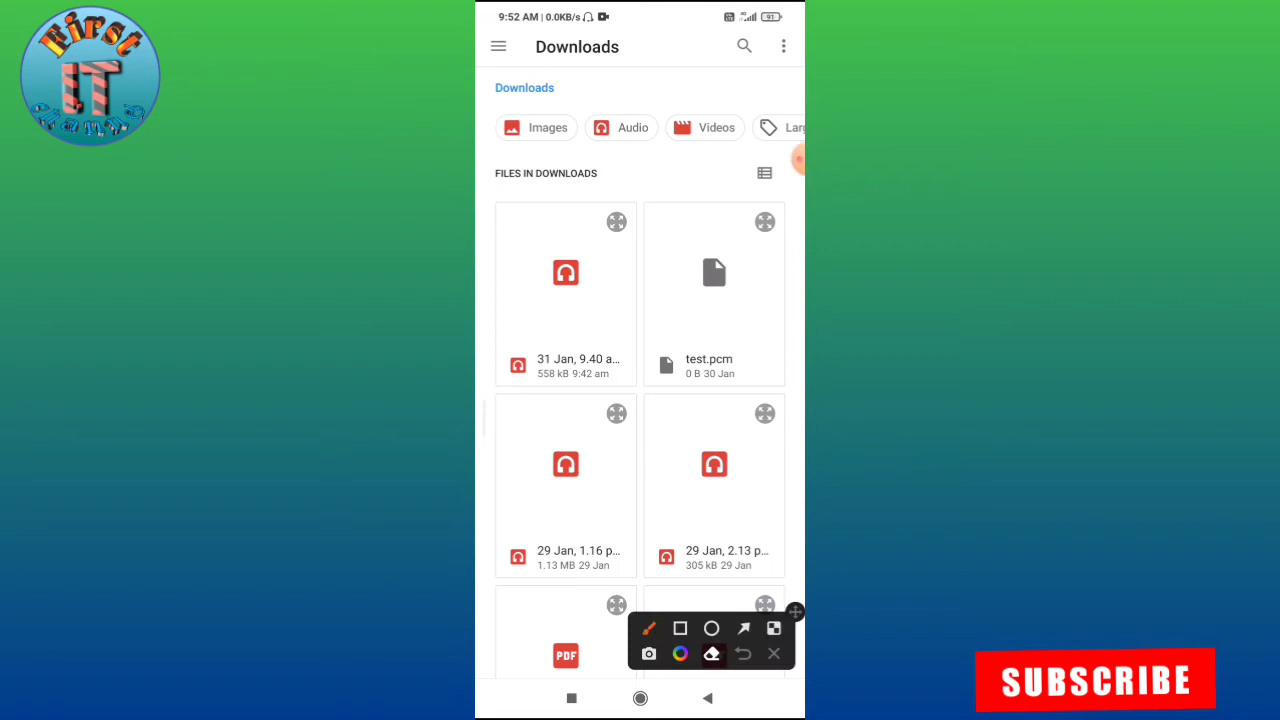 First
IT
9:52 AM | 0.0KB/s
4G
91
Downloads
Downloads
Images
Audio
Videos
FILES IN DOWNLOADS
31 Jan, 9.40 a...
558 kB 9:42 am
test.pcm
0 B 30 Jan
29 Jan, 1.16 p...
1.13 MB 29 Jan
29 Jan, 2.13 p...
305 kB 29 Jan
PDF
SUBSCRIBE